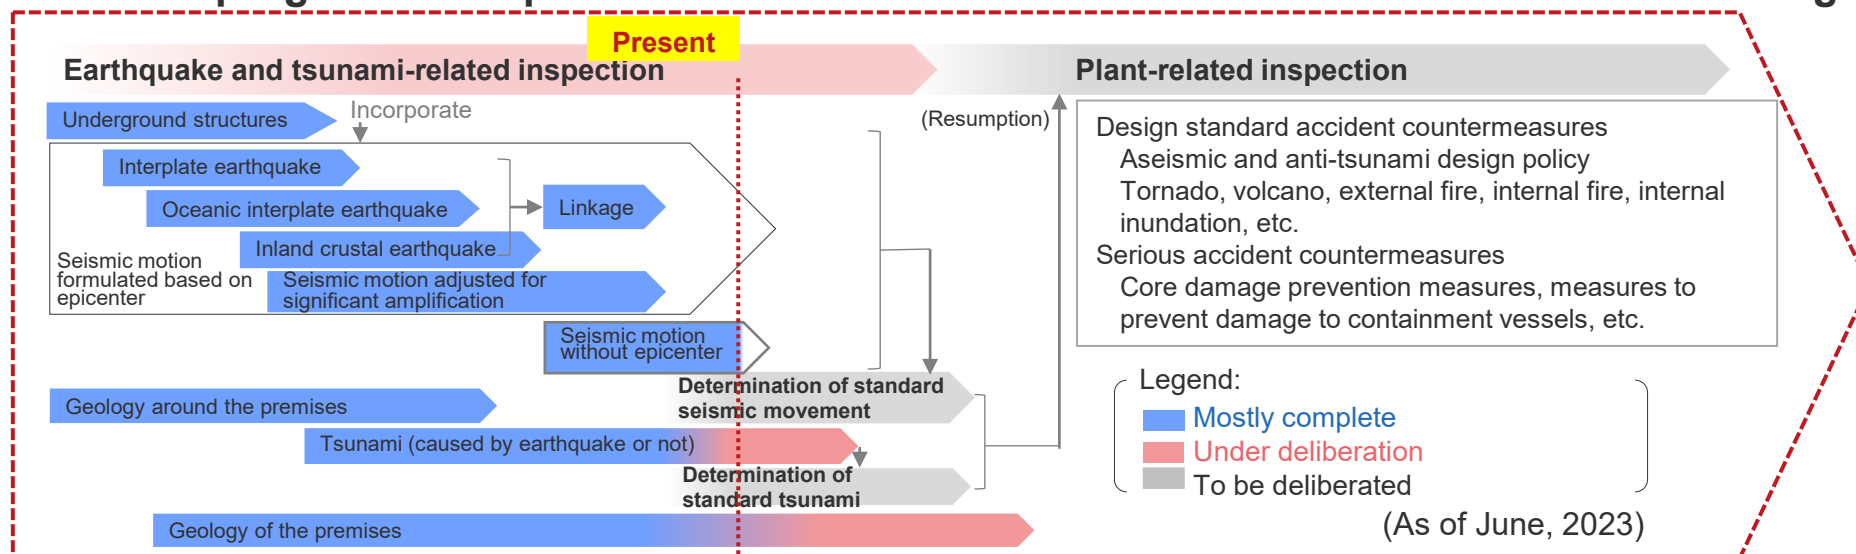 Present
Earthquake and tsunami-related inspection
Plant-related inspection
Underground structures
Incorporate
(Resumption)
Interplate earthquake
Oceanic interplate earthquake
Linkage
Inland crustal earthquake
Seismic motion
formulated based on
epicenter
Seismic motion adjusted for
significant amplification
Seismic motion
without epicenter
Design standard accident countermeasures
Aseismic and anti-tsunami design policy
Tornado, volcano, external fire, internal fire, internal
inundation, etc.
Serious accident countermeasures
Core damage prevention measures, measures to
prevent damage to containment vessels, etc.
Determination of standard
seismic movement
Geology around the premises
Tsunami (caused by earthquake or not)
Determination of
standard tsunami
Geology of the premises
Legend:
Mostly complete
Under deliberation
To be deliberated
(As of June, 2023)